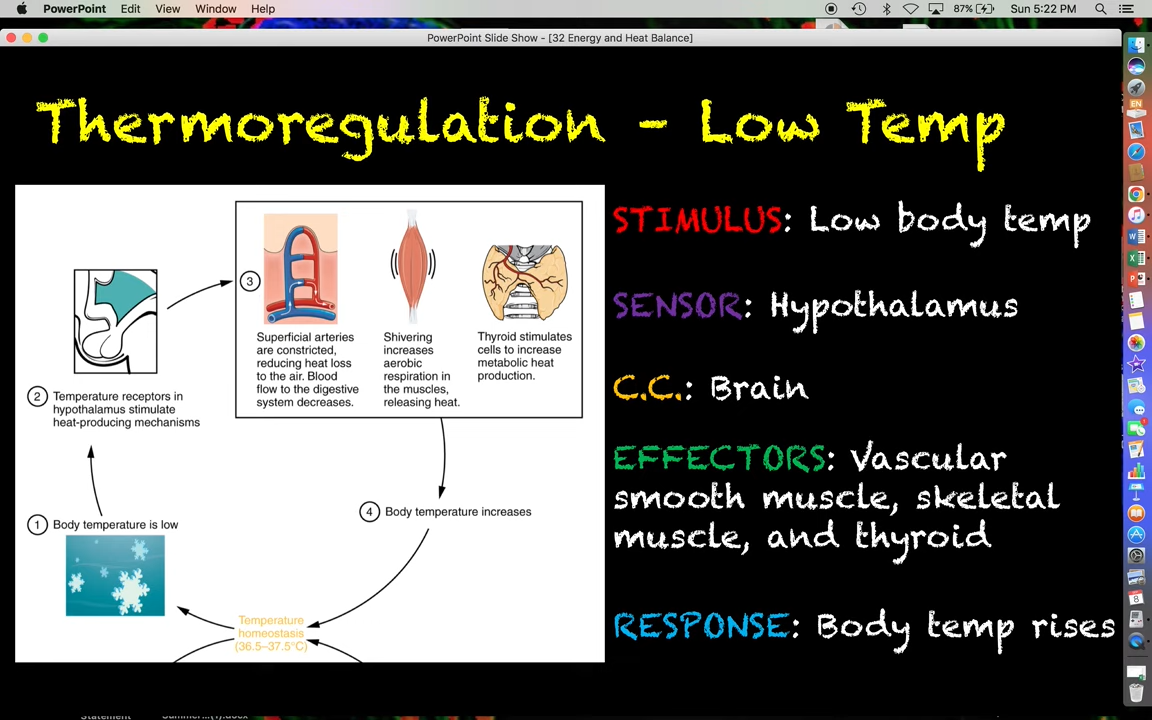 PowerPoint Edit View Window Help 87% Sun 5:22 PM
PowerPoint Slide Show - [32 Energy and Heat Balance]
Thermoregulation - Low Temp
STIMULUS: Low body temp
SENSOR: Hypothalamus
C.C.: Brain
EFFECTORS: Vascular
smooth muscle, skeletal
muscle, and thyroid
RESPONSE: Body temp rises
3
Superficial arteries
are constricted,
reducing heat loss
to the air. Blood
flow to the digestive
system decreases.
Shivering
increases
aerobic
respiration in
the muscles,
releasing heat.
Thyroid stimulates
cells to increase
metabolic heat
production.
2 Temperature receptors in
hypothalamus stimulate
heat-producing mechanisms
1 Body temperature is low
4 Body temperature increases
Temperature
homeostasis
(36.5–37.5°C)
Statement Summer...(1).docx